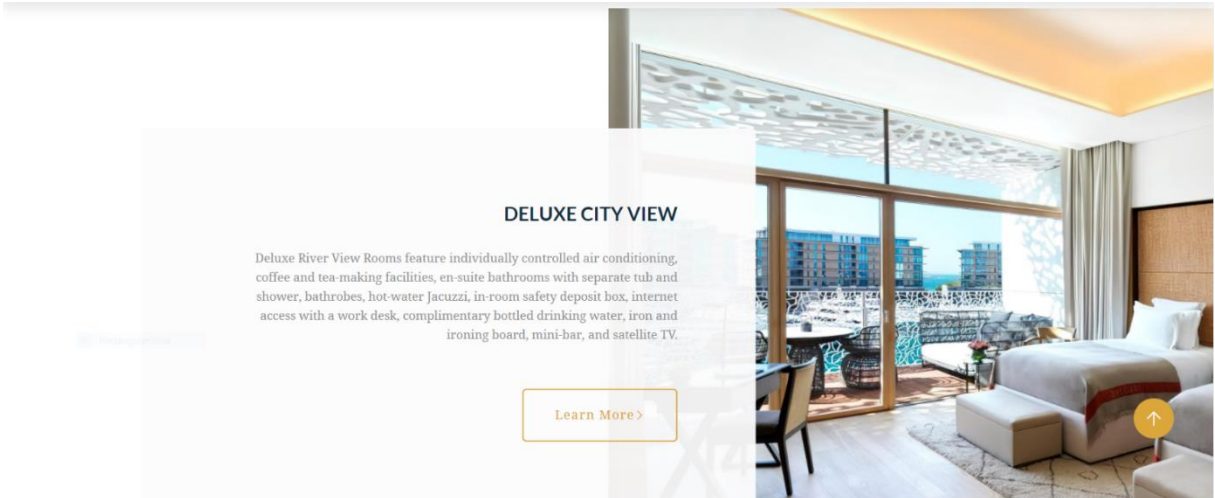 DELUXE CITY VIEW
Deluxe River View Rooms feature individually controlled air conditioning,
coffee and tea-making facilities, en-suite bathrooms with separate tub and
shower, bathrobes, hot-water Jacuzzi, in-room safety deposit box, internet
access with a work desk, complimentary bottled drinking water, iron and
ironing board, mini-bar, and satellite TV.
Learn More >